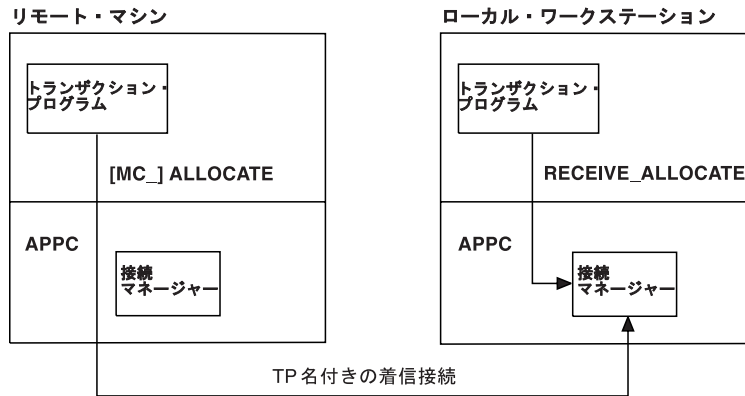 リモート・マシン
トランザクション・
プログラム
[MC_] ALLOCATE
APPC
接続
マネージャー
ローカル・ワークステーション
トランザクション・
プログラム
RECEIVE_ALLOCATE
APPC
接続
マネージャー
TP名付きの着信接続